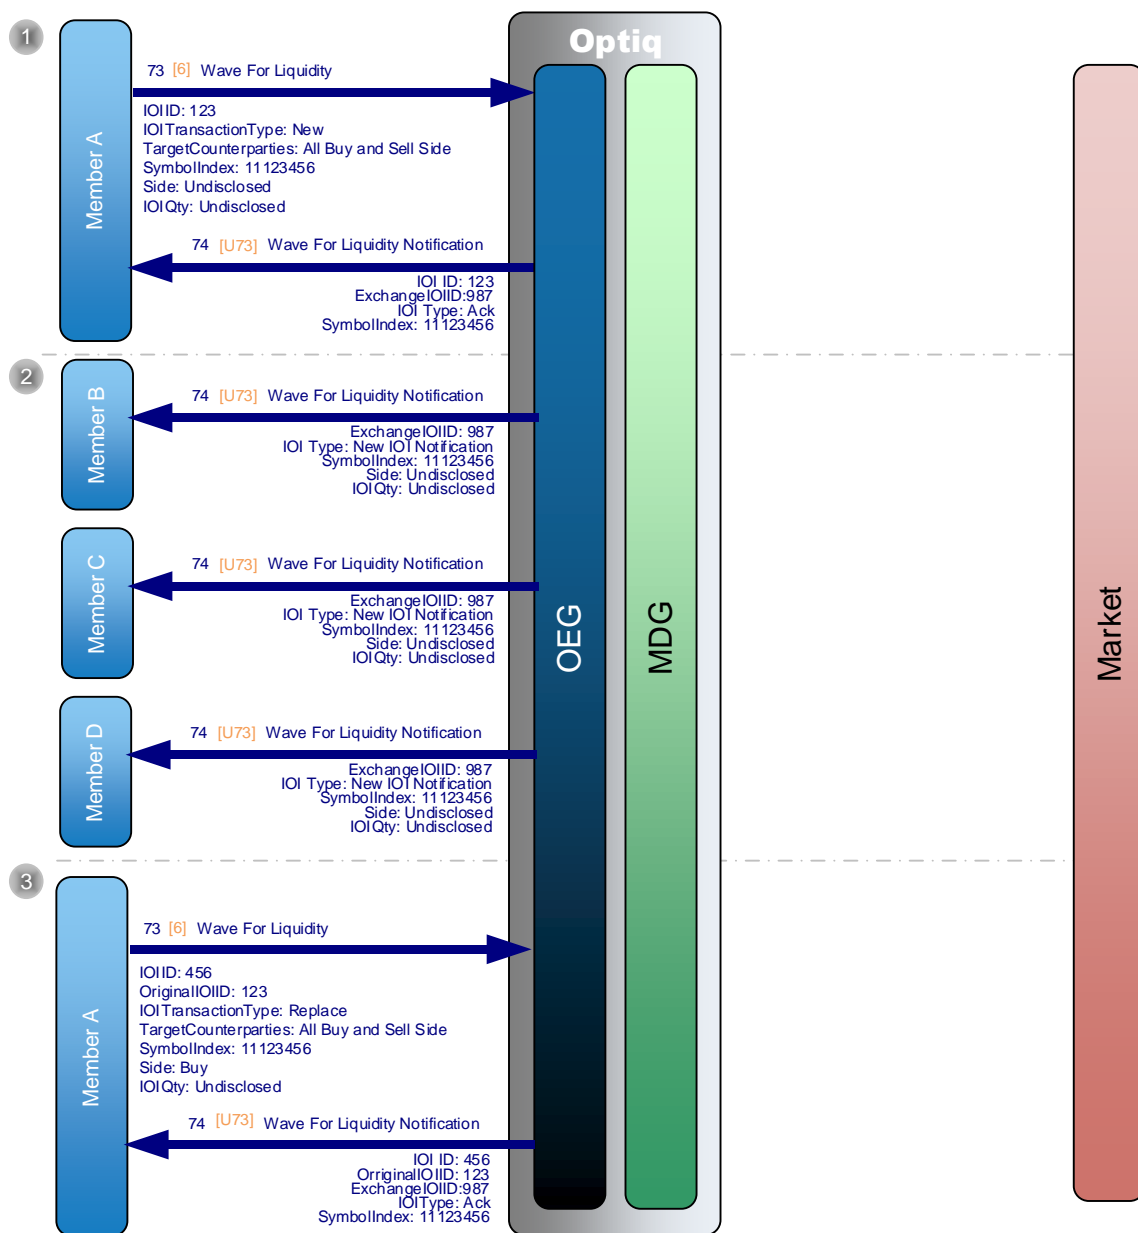 1
Optiq
Member A
73 [6] Wave For Liquidity
IOIID: 123
IOITransactionType: New
TargetCounterparties: All Buy and Sell Side
SymbolIndex: 11123456
Side: Undisclosed
IOIQty: Undisclosed
74 [U73] Wave For Liquidity Notification
IOI ID: 123
ExchangeIOIID:987
IOI Type: Ack
SymbolIndex: 11123456
2
Member B
74 [U73] Wave For Liquidity Notification
ExchangeIOIID: 987
IOI Type: New IOI Notification
SymbolIndex: 11123456
Side: Undisclosed
IOIQty: Undisclosed
Member C
74 [U73] Wave For Liquidity Notification
ExchangeIOIID: 987
IOI Type: New IOI Notification
SymbolIndex: 11123456
Side: Undisclosed
IOIQty: Undisclosed
OEG
MDG
Market
Member D
74 [U73] Wave For Liquidity Notification
ExchangeIOIID: 987
IOI Type: New IOI Notification
SymbolIndex: 11123456
Side: Undisclosed
IOIQty: Undisclosed
3
Member A
73 [6] Wave For Liquidity
IOIID: 456
OriginalIOIID: 123
IOITransactionType: Replace
TargetCounterparties: All Buy and Sell Side
SymbolIndex: 11123456
Side: Buy
IOIQty: Undisclosed
74 [U73] Wave For Liquidity Notification
IOI ID: 456
OrriginalIOIID: 123
ExchangeIOIID:987
IOIType: Ack
SymbolIndex: 11123456